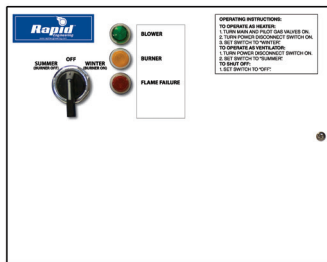 Rapid
Engineering
OFF
SUMMER
(BURNER OFF)
WINTER
(BURNER ON)
BLOWER
BURNER
FLAME FAILURE
OPERATING INSTRUCTIONS:
TO OPERATE AS HEATER:
1. TURN MAIN AND PILOT GAS VALVES ON.
2. TURN POWER DISCONNECT SWITCH ON.
3. SET SWITCH TO "WINTER".
TO OPERATE AS VENTILATOR:
1. TURN POWER DISCONNECT SWITCH ON.
2. SET SWITCH TO "SUMMER"
TO SHUT OFF:
1. SET SWITCH TO "OFF".